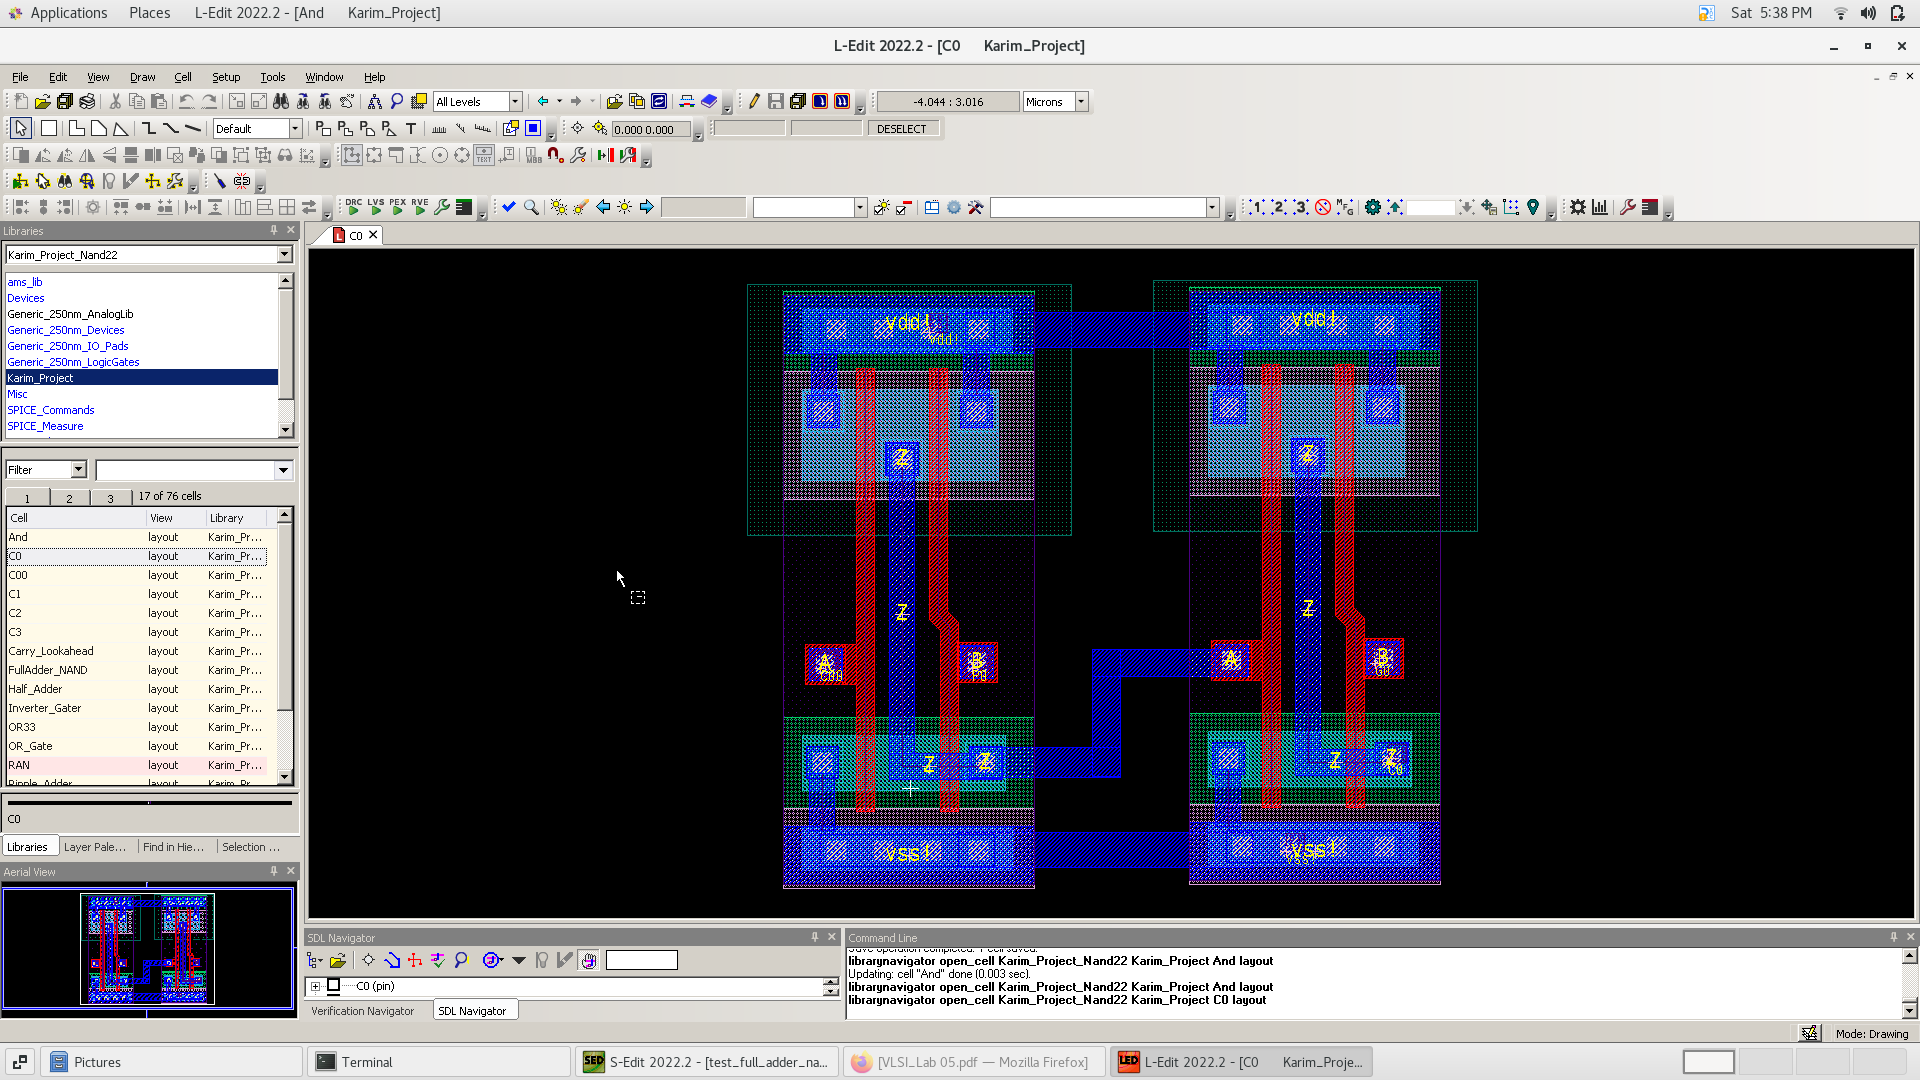 Applications Places L-Edit 2022.2 - [And Karim_Project] Sat 5:38 PM
L-Edit 2022.2 - [C0 Karim_Project]
File Edit View Draw Cell Setup Tools Window Help
All Levels -4.044 : 3.016 Microns
Default 0.000 0.000 DESELECT
DRC LVS PEX RVE
Libraries
C0
Karim_Project_Nand22
ams_lib
Devices
Generic_250nm_AnalogLib
Generic_250nm_Devices
Generic_250nm_IO_Pads
Generic_250nm_LogicGates
Karim_Project
Misc
SPICE_Commands
SPICE_Measure
Filter
1 2 3 17 of 76 cells
Cell View Library
And layout Karim_Pr...
C0 layout Karim_Pr...
C00 layout Karim_Pr...
C1 layout Karim_Pr...
C2 layout Karim_Pr...
C3 layout Karim_Pr...
Carry_Lookahead layout Karim_Pr...
FullAdder_NAND layout Karim_Pr...
Half_Adder layout Karim_Pr...
Inverter_Gater layout Karim_Pr...
OR33 layout Karim_Pr...
OR_Gate layout Karim_Pr...
RAN layout Karim_Pr...
Ripple_Adder layout Karim_Pr...
C0
Libraries Layer Pale... Find in Hie... Selection ...
Aerial View
Vdd! Vdd!
Vdd!
Z Z
Z Z
A B A B
C00 P0 G0
Z Z Z Z
C0
Vss! Vss!
SDL Navigator
C0 (pin)
Verification Navigator SDL Navigator
Command Line
Save operation completed. 1 cell saved.
librarynavigator open_cell Karim_Project_Nand22 Karim_Project And layout
Updating: cell "And" done (0.003 sec).
librarynavigator open_cell Karim_Project_Nand22 Karim_Project And layout
librarynavigator open_cell Karim_Project_Nand22 Karim_Project C0 layout
Mode: Drawing
Pictures Terminal S-Edit 2022.2 - [test_full_adder_na... [VLSI_Lab 05.pdf — Mozilla Firefox] L-Edit 2022.2 - [C0 Karim_Proje...